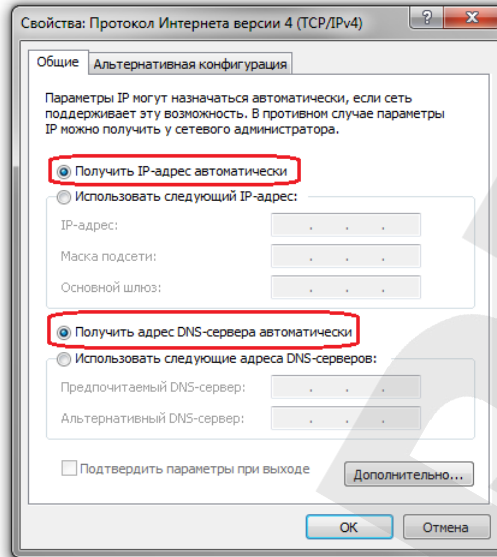 Свойства: Протокол Интернета версии 4 (TCP/IPv4)
Общие
Альтернативная конфигурация
Параметры IP могут назначаться автоматически, если сеть
поддерживает эту возможность. В противном случае параметры
IP можно получить у сетевого администратора.
Получить IP-адрес автоматически
Использовать следующий IP-адрес:
IP-адрес:
Маска подсети:
Основной шлюз:
Получить адрес DNS-сервера автоматически
Использовать следующие адреса DNS-серверов:
Предпочитаемый DNS-сервер:
Альтернативный DNS-сервер:
Подтвердить параметры при выходе
Дополнительно...
ОК
Отмена